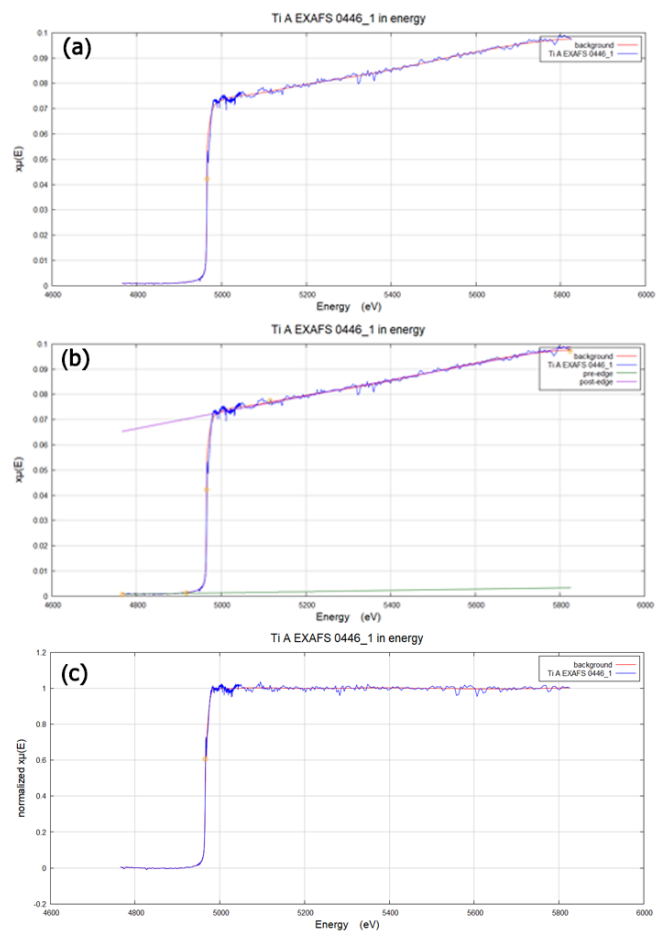 Ti A EXAFS 0446_1 in energy
(a)
background
Ti A EXAFS 0446_1
xμ(E)
0.1
0.09
0.08
0.07
0.06
0.05
0.04
0.03
0.02
0.01
0
4600 4800 5000 5200 5400 5600 5800 6000
Energy (eV)
Ti A EXAFS 0446_1 in energy
(b)
background
Ti A EXAFS 0446_1
pre-edge
post-edge
xμ(E)
0.1
0.09
0.08
0.07
0.06
0.05
0.04
0.03
0.02
0.01
0
4600 4800 5000 5200 5400 5600 5800 6000
Energy (eV)
Ti A EXAFS 0446_1 in energy
(c)
background
Ti A EXAFS 0446_1
normalized xμ(E)
1.2
1
0.8
0.6
0.4
0.2
0
-0.2
4600 4800 5000 5200 5400 5600 5800 6000
Energy (eV)